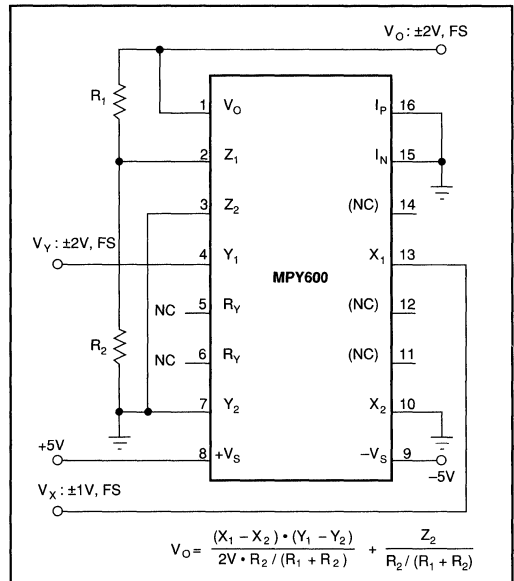 V_O : ±2V, FS
R_1
1 V_O I_P 16
2 Z_1 I_N 15
3 Z_2 (NC) 14
V_Y : ±2V, FS
4 Y_1 X_1 13
MPY600
NC 5 R_Y (NC) 12
R_2
NC 6 R_Y (NC) 11
7 Y_2 X_2 10
+5V
8 +V_S –V_S 9
–5V
V_X : ±1V, FS
V_O = (X_1 – X_2) • (Y_1 – Y_2) / 2V • R_2 / (R_1 + R_2) + Z_2 / R_2 / (R_1 + R_2)